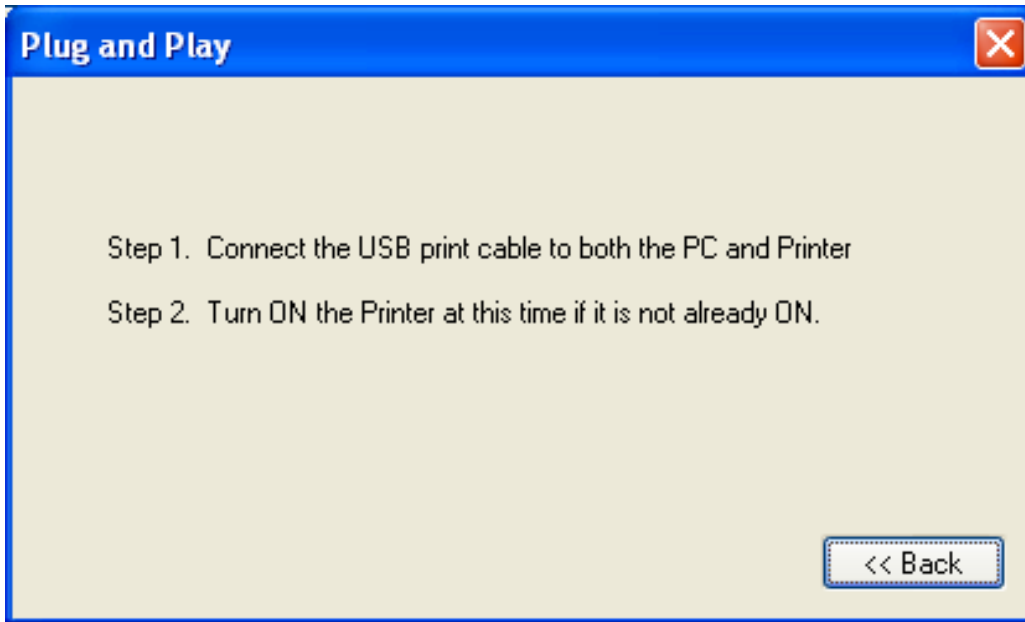 Plug and Play
Step 1. Connect the USB print cable to both the PC and Printer
Step 2. Turn ON the Printer at this time if it is not already ON.
<< Back